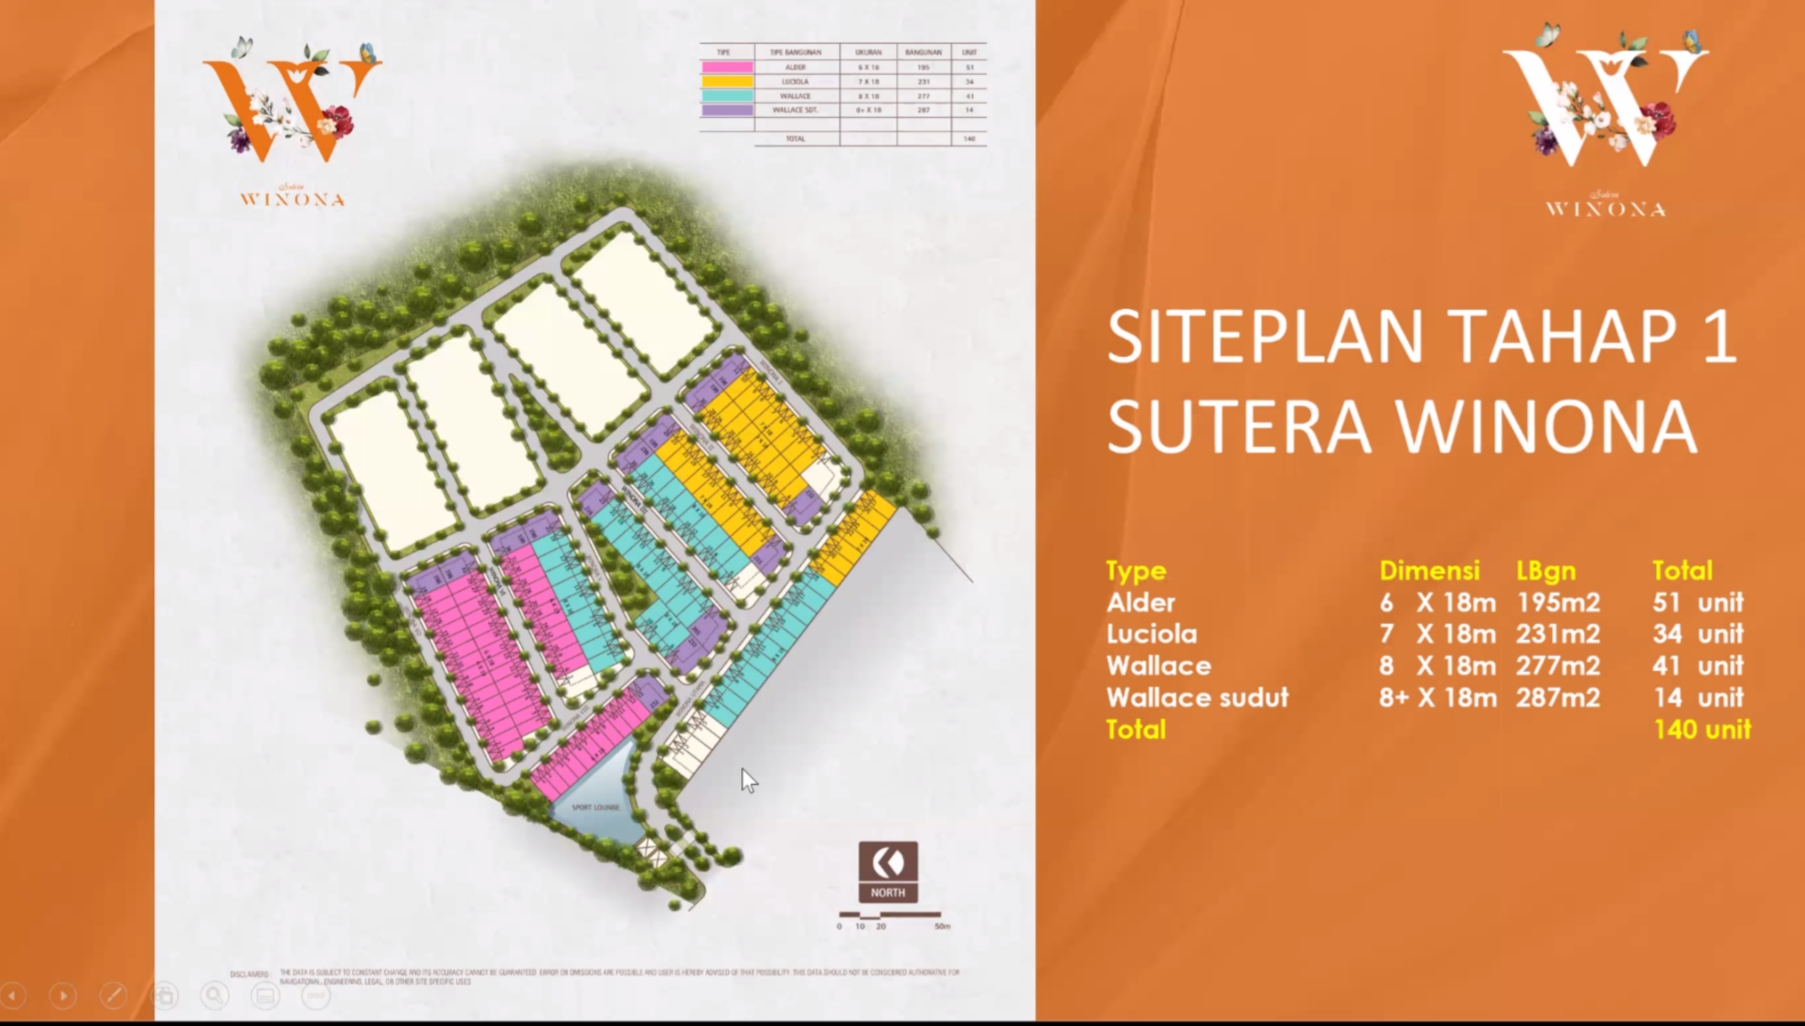 Sutera
WINONA
TIPE TIPE BANGUNAN UKURAN BANGUNAN UNIT
ALDER 6 X 18 195 51
LUCIOLA 7 X 18 231 34
WALLACE 8 X 18 277 41
WALLACE SDT. 8+ X 18 287 14
TOTAL 140
Sutera
WINONA
SITEPLAN TAHAP 1
SUTERA WINONA
Type Dimensi LBgn Total
Alder 6 X 18m 195m2 51 unit
Luciola 7 X 18m 231m2 34 unit
Wallace 8 X 18m 277m2 41 unit
Wallace sudut 8+ X 18m 287m2 14 unit
Total 140 unit
SPORT LOUNGE
NORTH
0 10 20 50m
DISCLAIMERS : THE DATA IS SUBJECT TO CONSTANT CHANGE AND ITS ACCURACY CANNOT BE GUARANTEED. ERROR OR OMISSIONS ARE POSSIBLE AND USER IS HEREBY ADVISED OF THAT POSSIBILITY. THIS DATA SHOULD NOT BE CONSIDERED AUTHORATIVE FOR
NAVIGATIONAL, ENGINEERING, LEGAL, OR OTHER SITE SPECIFIC USES